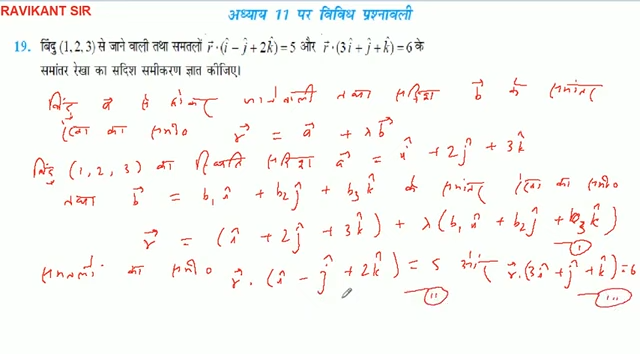 RAVIKANT SIR
अध्याय 11 पर विविध प्रश्नावली
19. बिंदु (1, 2, 3) से जाने वाली तथा समतलों r⃗ · (î − ĵ + 2k̂) = 5 और r⃗ · (3î + ĵ + k̂) = 6 के
समांतर रेखा का सदिश समीकरण ज्ञात कीजिए।
बिंदु a⃗ से होकर जानेवाली तथा सदिश b⃗ के समांतर
रेखा का समी० r⃗ = a⃗ + λb⃗
बिंदु (1, 2, 3) का स्थिति सदिश a⃗ = î + 2ĵ + 3k̂
तथा b⃗ = b₁î + b₂ĵ + b₃k̂ के समांतर रेखा का समी०
r⃗ = (î + 2ĵ + 3k̂) + λ(b₁î + b₂ĵ + b₃k̂)
(i)
समतलों का समी० r⃗ · (î − ĵ + 2k̂) = 5 और r⃗ · (3î + ĵ + k̂) = 6
(ii) (iii)